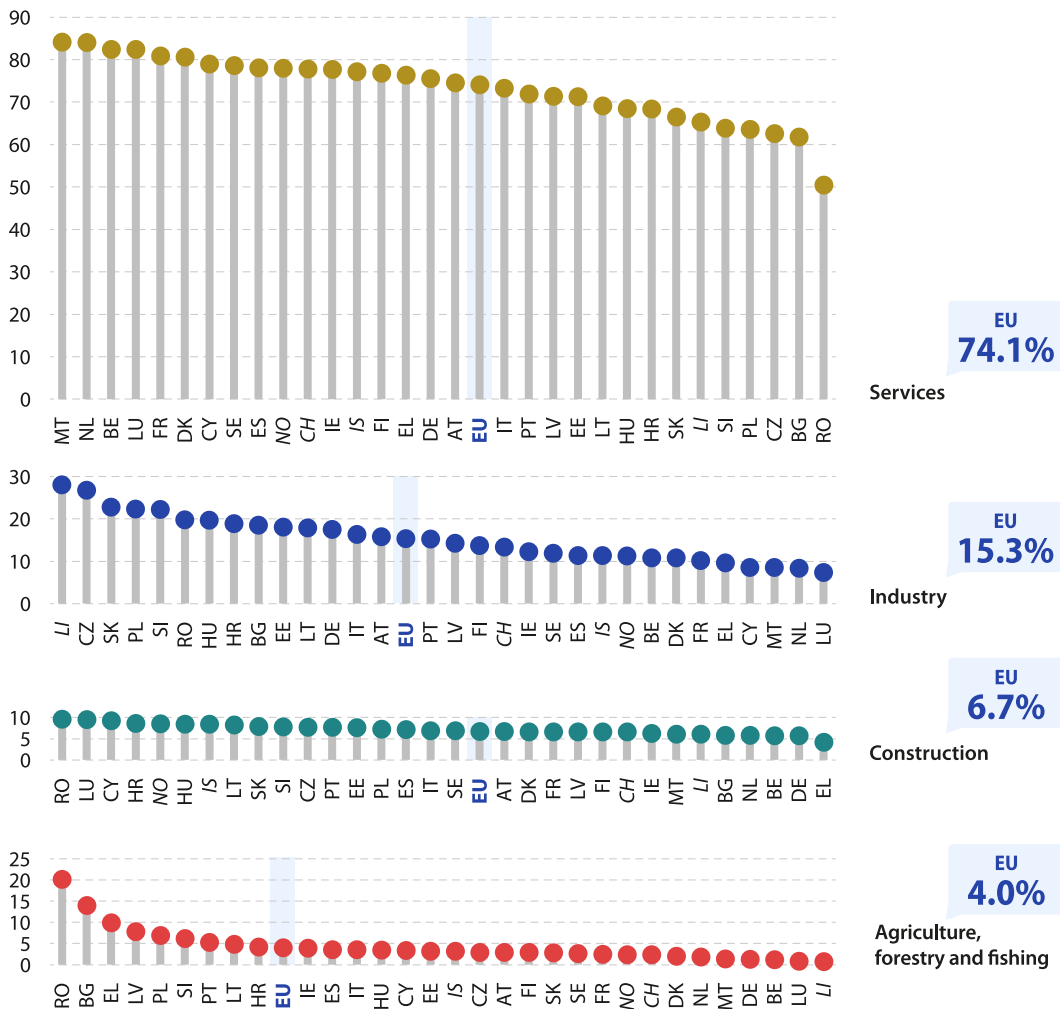 90
80
70
60
50
40
30
20
10
0
MT NL BE LU FR DK CY SE ES NO CH IE IS FI EL DE AT EU IT PT LV EE LT HU HR SK LI SI PL CZ BG RO
EU
74.1%
Services
30
20
10
0
LI CZ SK PL SI RO HU HR BG EE LT DE IT AT EU PT LV FI CH IE SE ES IS NO BE DK FR EL CY MT NL LU
EU
15.3%
Industry
10
5
0
RO LU CY HR NO HU IS LT SK SI CZ PT EE PL ES IT SE EU AT DK FR LV FI CH IE MT LI BG NL BE DE EL
EU
6.7%
Construction
25
20
15
10
5
0
RO BG EL LV PL SI PT LT HR EU IE ES IT HU CY EE IS CZ AT FI SK SE FR NO CH DK NL MT DE BE LU LI
EU
4.0%
Agriculture,
forestry and fishing